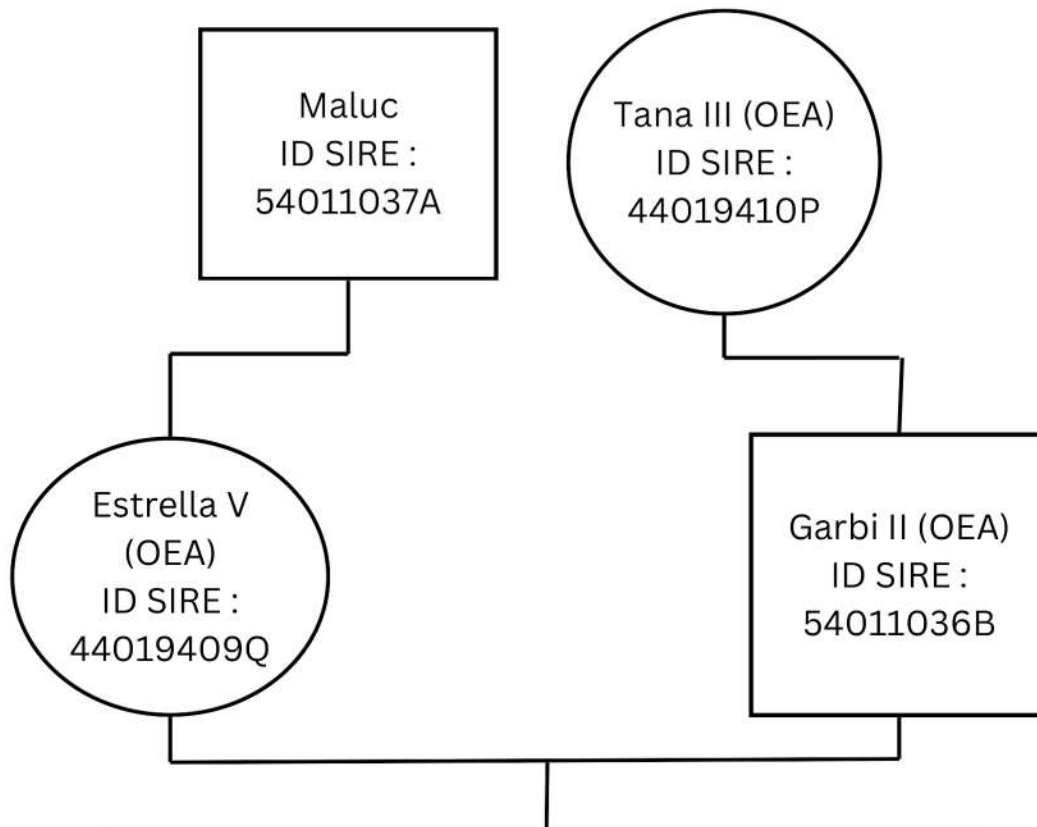 Maluc
ID SIRE :
54011037A
Tana III (OEA)
ID SIRE :
44019410P
Estrella V
(OEA)
ID SIRE :
44019409Q
Garbi II (OEA)
ID SIRE :
54011036B